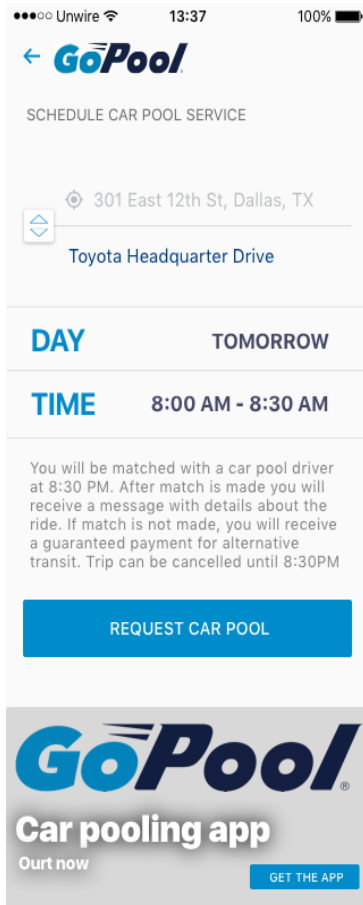 Unwire 13:37 100%
GoPool
SCHEDULE CAR POOL SERVICE
301 East 12th St, Dallas, TX
Toyota Headquarter Drive
DAY TOMORROW
TIME 8:00 AM - 8:30 AM
You will be matched with a car pool driver
at 8:30 PM. After match is made you will
receive a message with details about the
ride. If match is not made, you will receive
a guaranteed payment for alternative
transit. Trip can be cancelled until 8:30PM
REQUEST CAR POOL
GoPool®
Car pooling app
Ourt now
GET THE APP